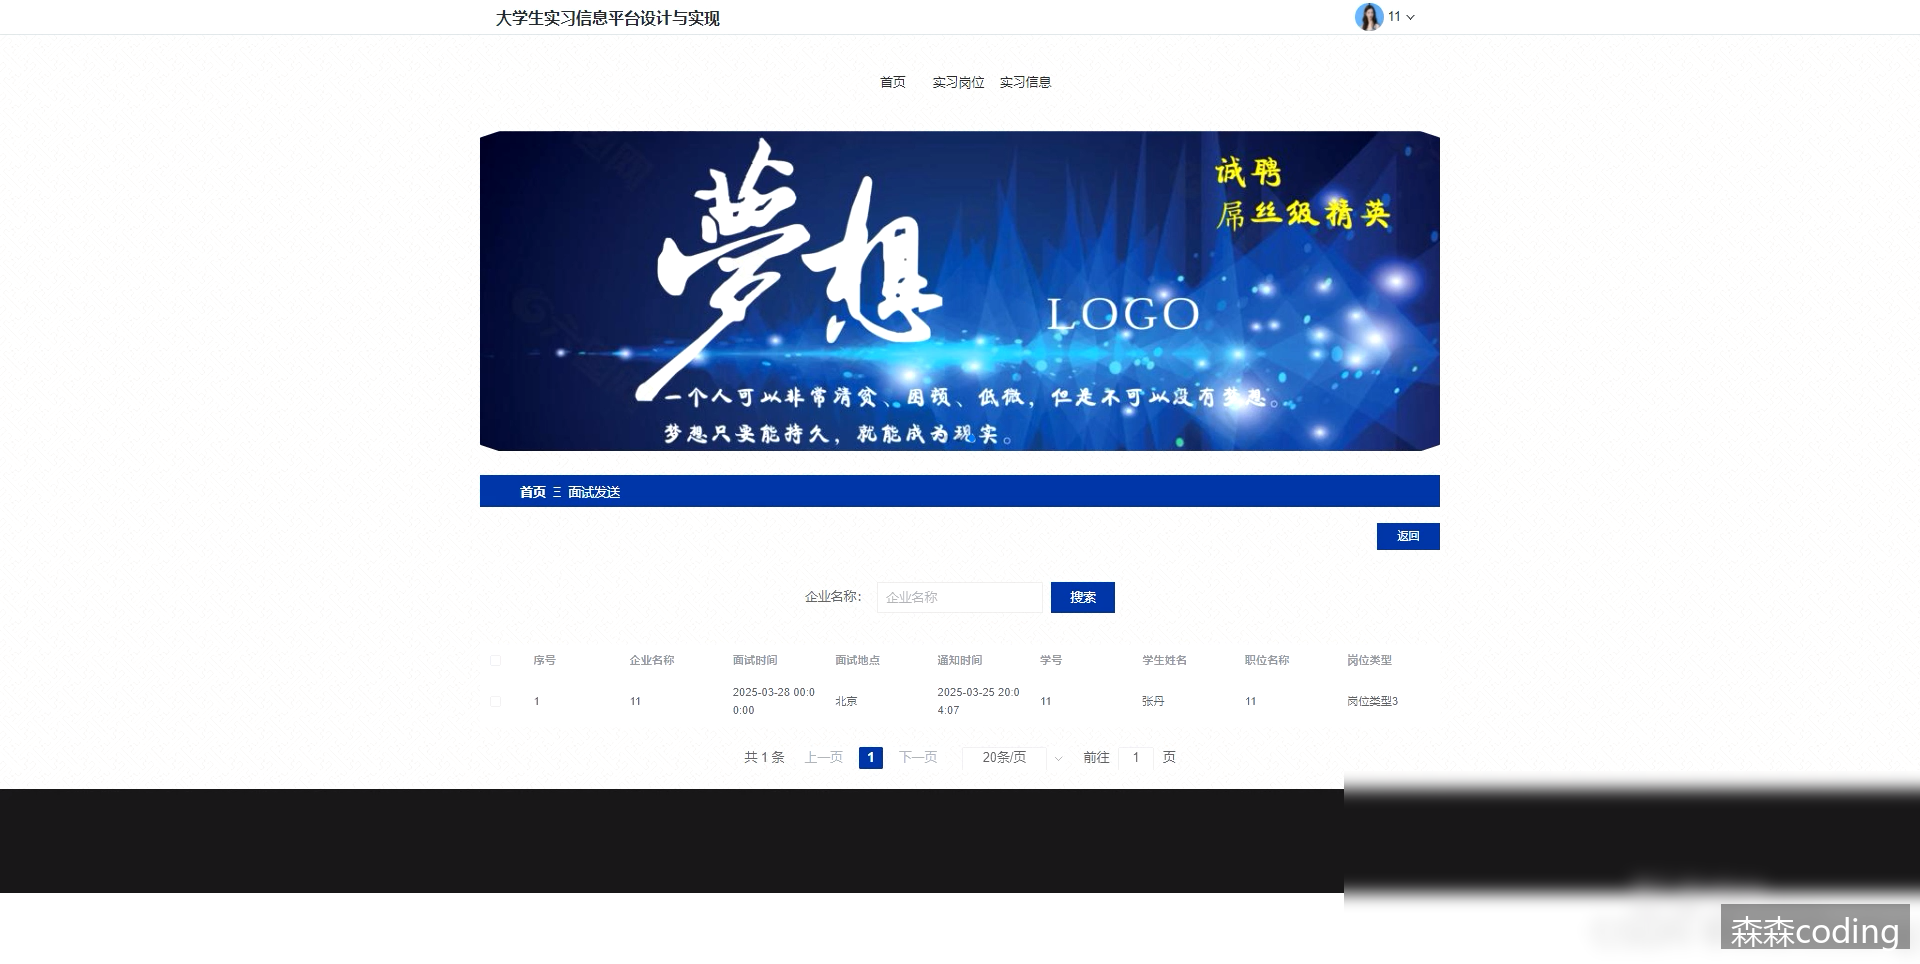 大学生实习信息平台设计与实现
11
首页 实习岗位 实习信息
夢想
诚聘
屌丝级精英
LOGO
一个人可以非常清贫、困顿、低微，但是不可以没有梦想。
梦想只要能持久，就能成为现实。
首页 Ξ 面试发送
返回
企业名称： 企业名称 搜索
序号 企业名称 面试时间 面试地点 通知时间 学号 学生姓名 职位名称 岗位类型
1 11 2025-03-28 00:0 北京 2025-03-25 20:0 11 张丹 11 岗位类型3
0:00 4:07
共 1 条 上一页 1 下一页 20条/页 前往 1 页
森森coding